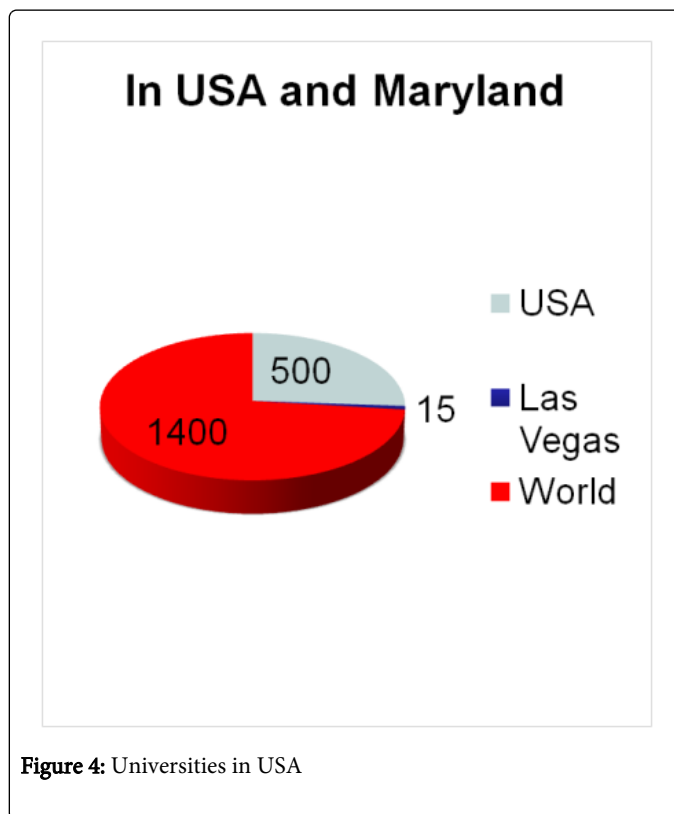 In USA and Maryland
USA
500
15
Las
Vegas
1400
World
Figure 4: Universities in USA